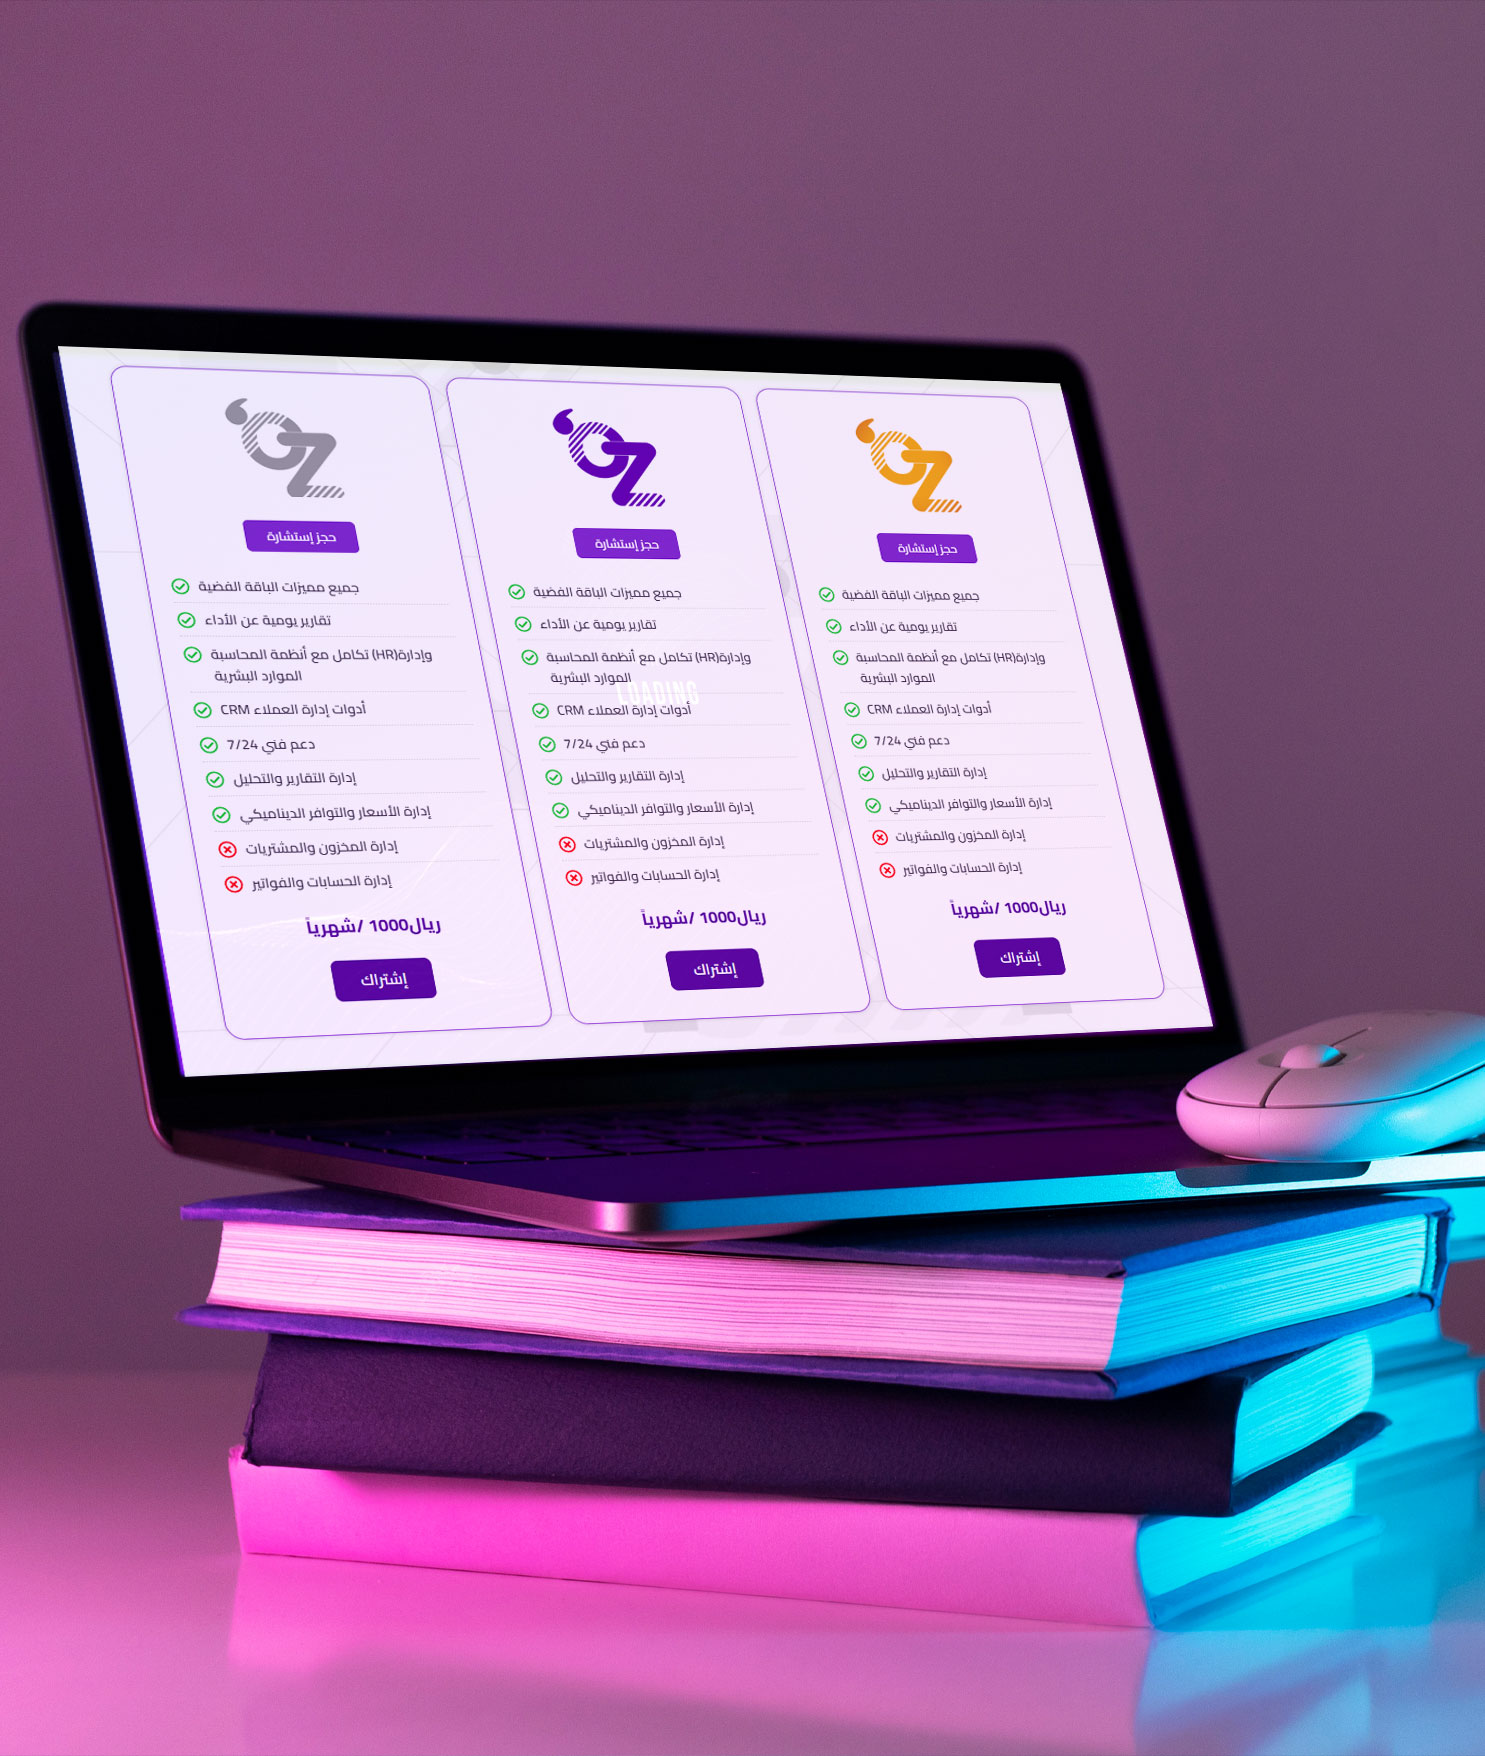 OZ
حجز إستشارة
جميع مميزات الباقة الفضية
تقارير يومية عن الأداء
وإدارة(HR) تكامل مع أنظمة المحاسبة
الموارد البشرية
أدوات إدارة العملاء CRM
دعم فني 7/24
إدارة التقارير والتحليل
إدارة الأسعار والتوافر الديناميكي
إدارة المخزون والمشتريات
إدارة الحسابات والفواتير
ريال1000 /شهرياً
إشتراك
OZ
حجز إستشارة
جميع مميزات الباقة الفضية
تقارير يومية عن الأداء
وإدارة(HR) تكامل مع أنظمة المحاسبة
الموارد البشرية
LOADING
أدوات إدارة العملاء CRM
دعم فني 7/24
إدارة التقارير والتحليل
إدارة الأسعار والتوافر الديناميكي
إدارة المخزون والمشتريات
إدارة الحسابات والفواتير
ريال1000 /شهرياً
إشتراك
OZ
حجز إستشارة
جميع مميزات الباقة الفضية
تقارير يومية عن الأداء
وإدارة(HR) تكامل مع أنظمة المحاسبة
الموارد البشرية
أدوات إدارة العملاء CRM
دعم فني 7/24
إدارة التقارير والتحليل
إدارة الأسعار والتوافر الديناميكي
إدارة المخزون والمشتريات
إدارة الحسابات والفواتير
ريال1000 /شهرياً
إشتراك